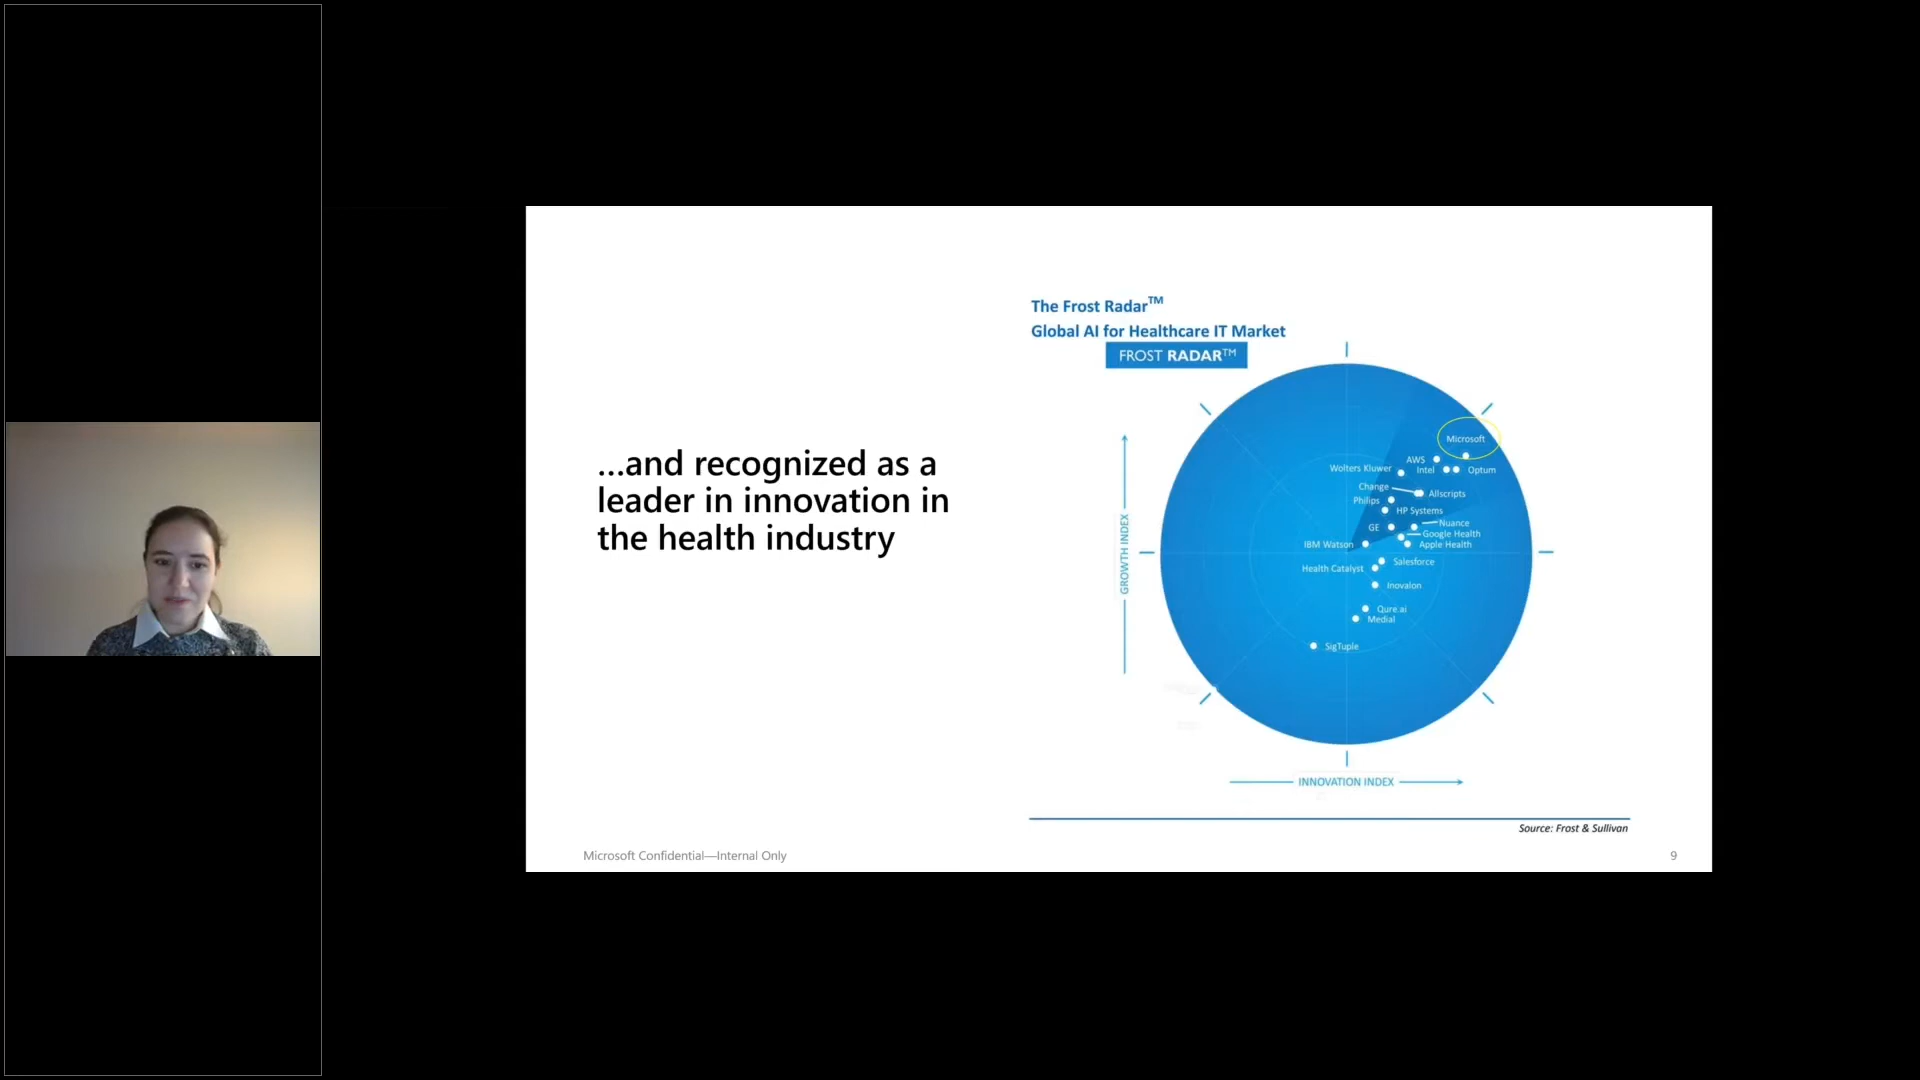 ...and recognized as a
leader in innovation in
the health industry
The Frost Radar™
Global AI for Healthcare IT Market
FROST RADAR™
GROWTH INDEX
Microsoft
AWS
Wolters Kluwer
Intel
Optum
Change
Allscripts
Philips
HP Systems
Nuance
GE
Google Health
IBM Watson
Apple Health
Salesforce
Health Catalyst
Inovalon
Qure.ai
Medial
SigTuple
INNOVATION INDEX
Source: Frost & Sullivan
Microsoft Confidential—Internal Only
9